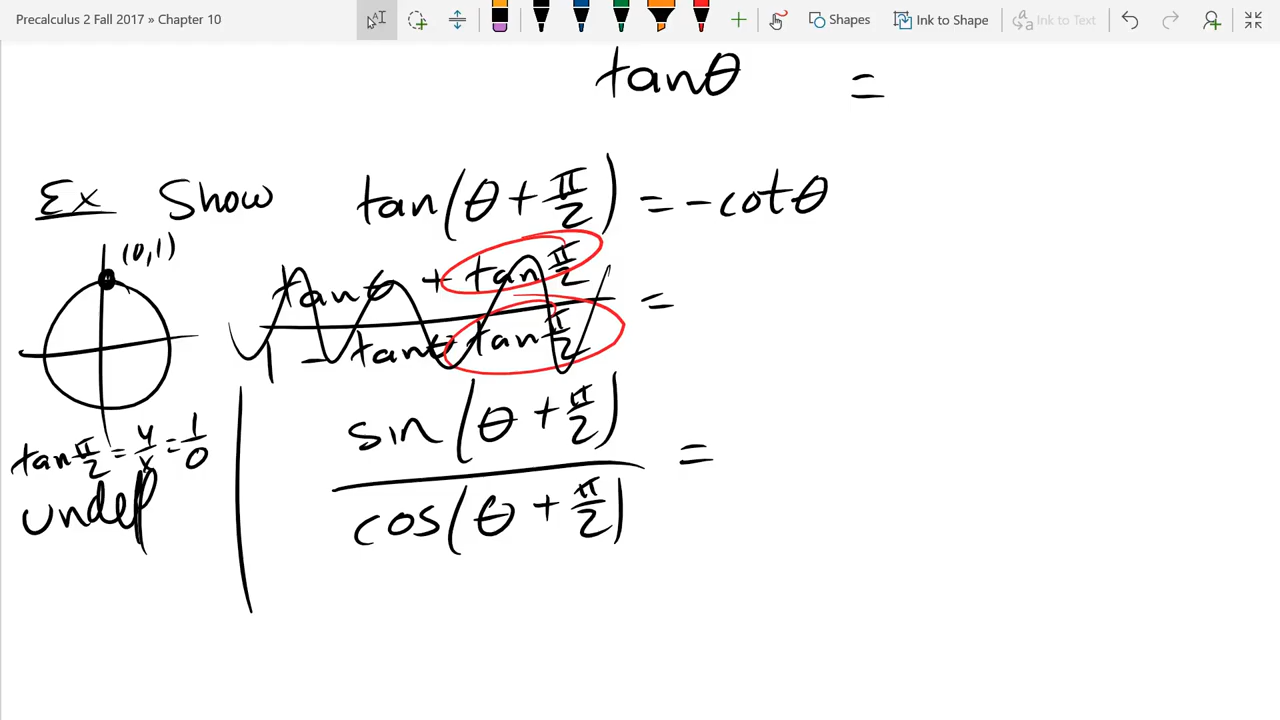 Precalculus 2 Fall 2017 » Chapter 10
Shapes
Ink to Shape
Ink to Text
tanθ =
Ex Show tan(θ + π/2) = -cotθ
(0,1)
tanθ + tan π/2 / 1 - tanθ tan π/2 =
sin(θ + π/2) / cos(θ + π/2) =
tan π/2 = y/x = 1/0
undef